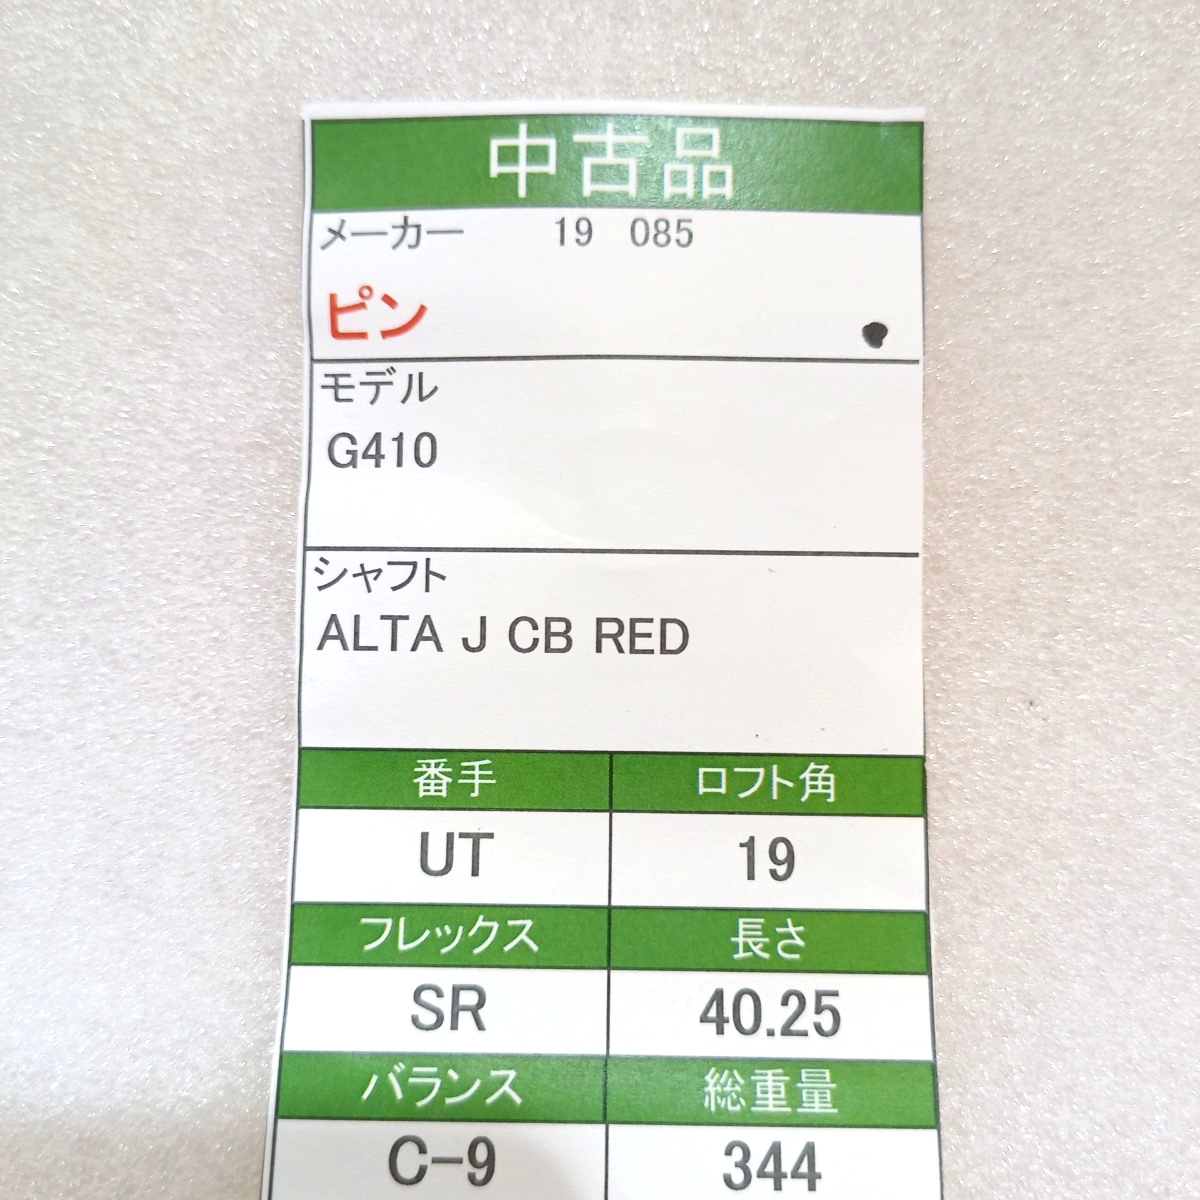 中古品
メーカー 19 085
ピン
モデル
G410
シャフト
ALTA J CB RED
番手 ロフト角
UT 19
フレックス 長さ
SR 40.25
バランス 総重量
C-9 344